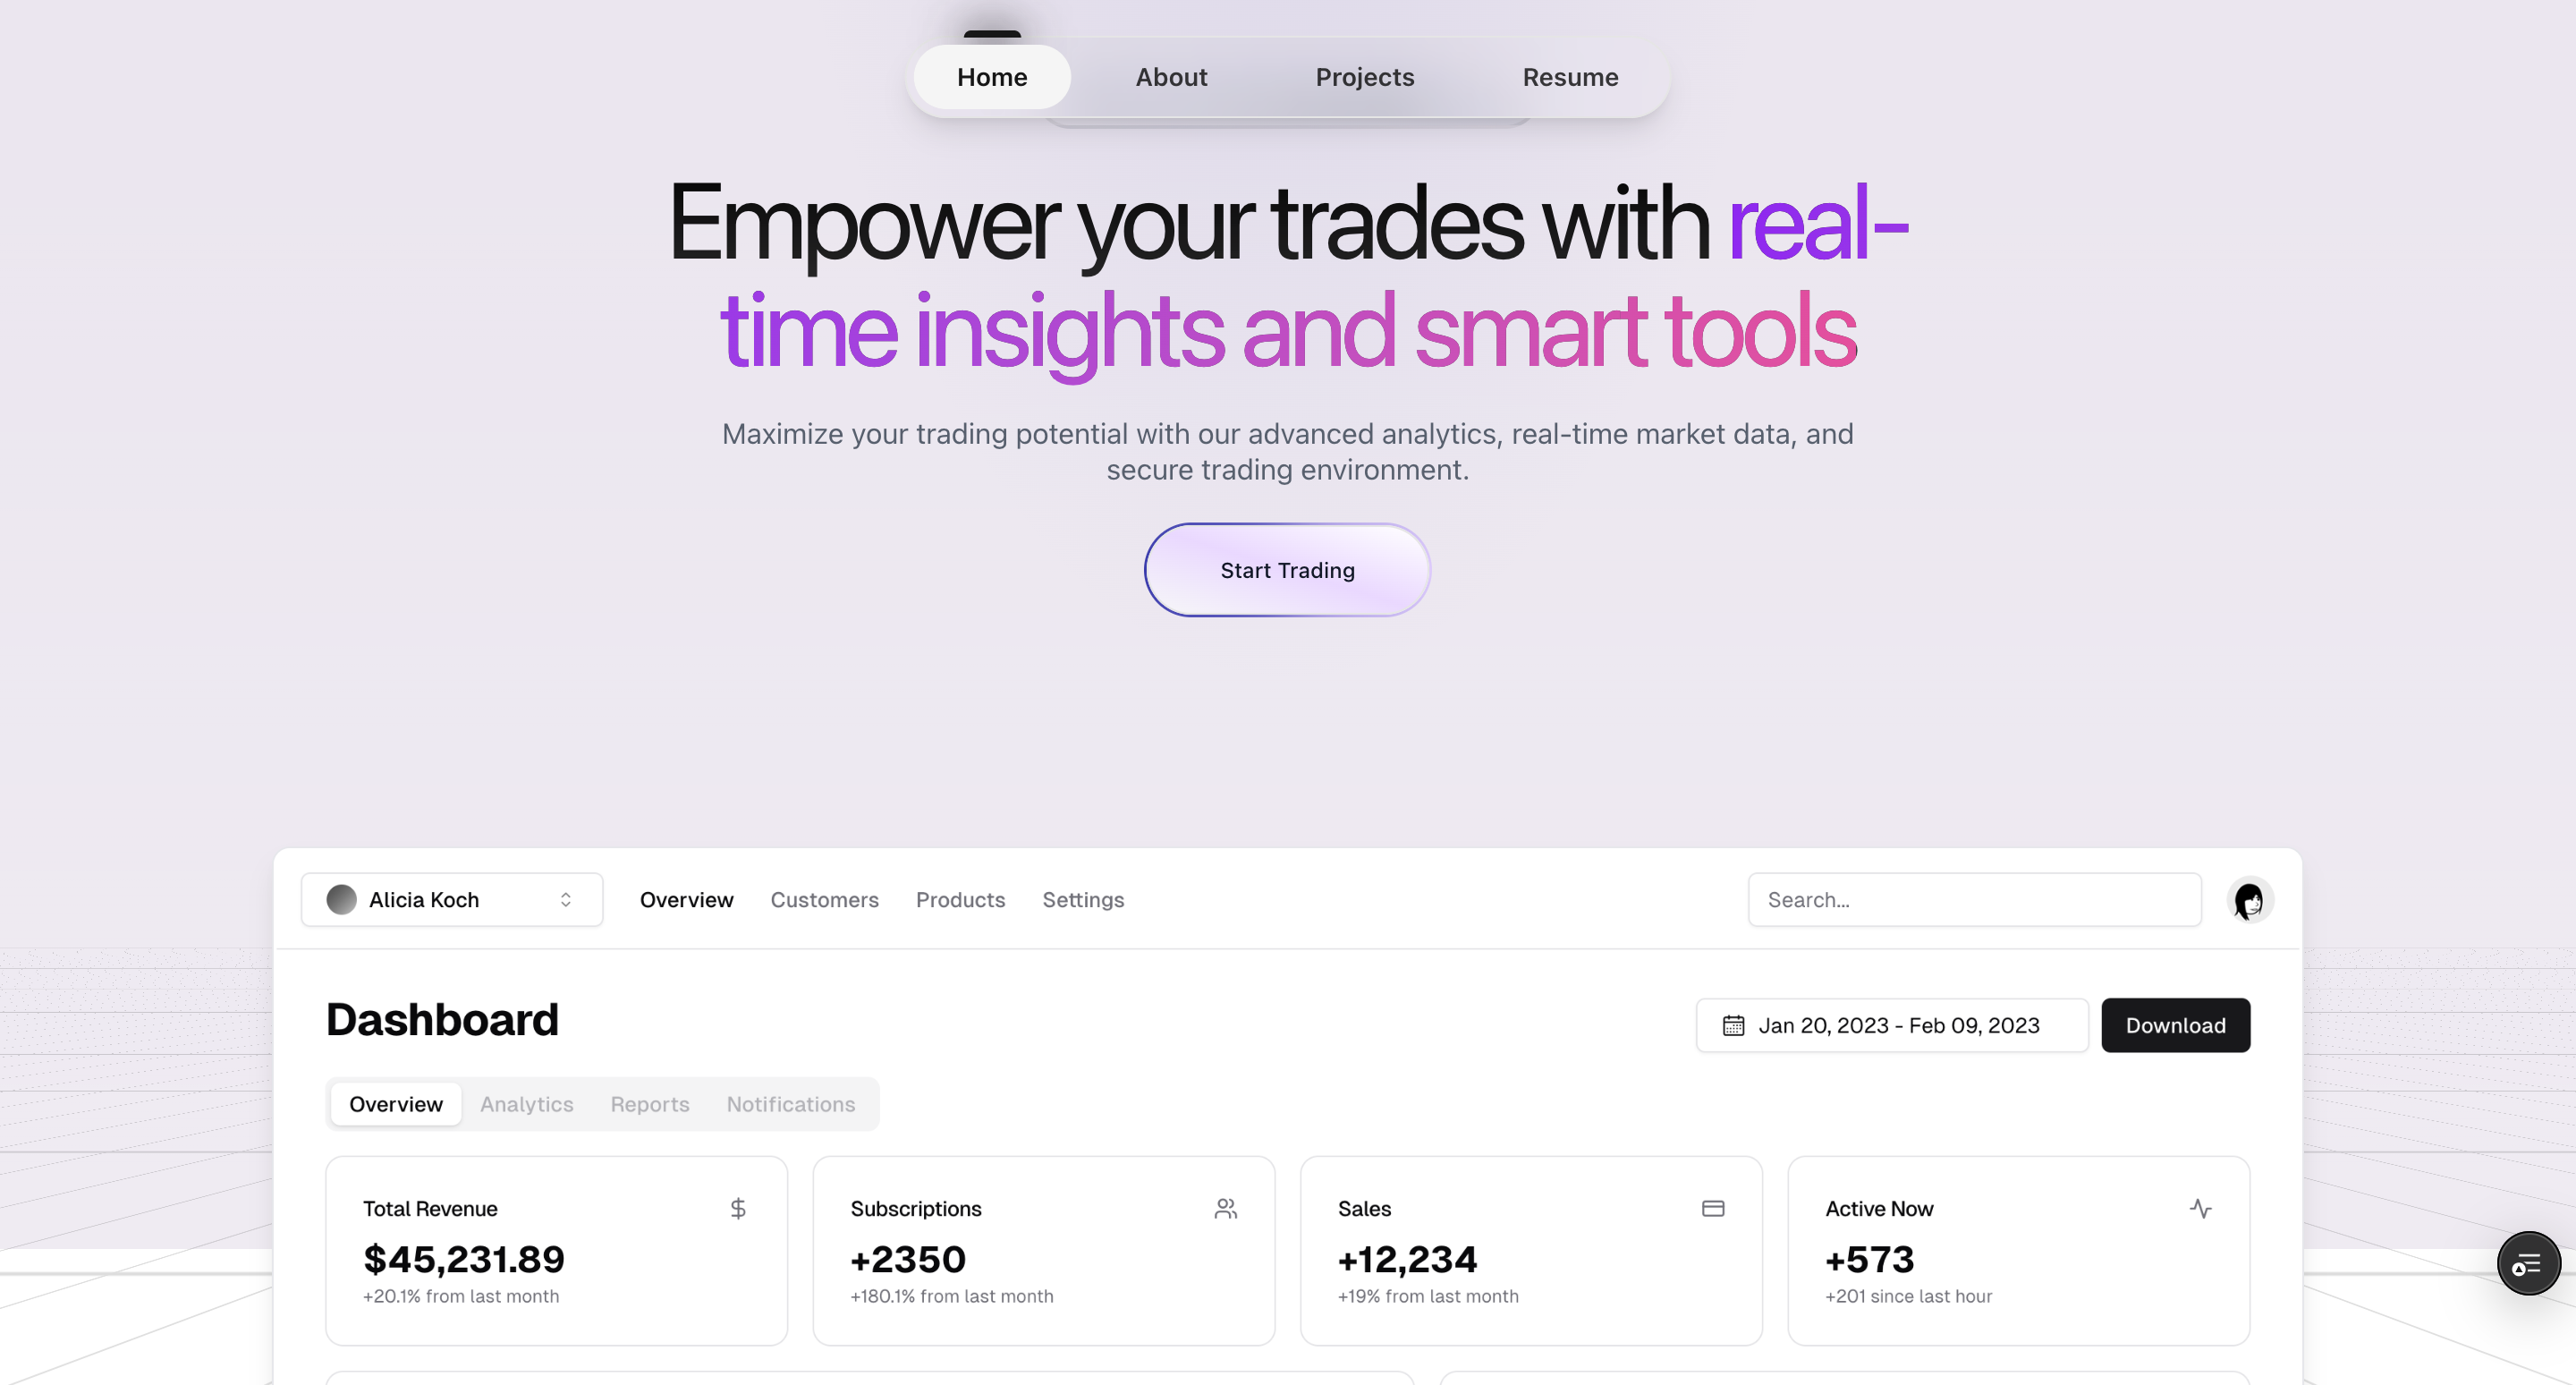 Home About Projects Resume
Empower your trades with real-
time insights and smart tools
Maximize your trading potential with our advanced analytics, real-time market data, and
secure trading environment.
Start Trading
Alicia Koch Overview Customers Products Settings Search...
Dashboard
Jan 20, 2023 - Feb 09, 2023 Download
Overview Analytics Reports Notifications
Total Revenue $
$45,231.89
+20.1% from last month
Subscriptions
+2350
+180.1% from last month
Sales
+12,234
+19% from last month
Active Now
+573
+201 since last hour